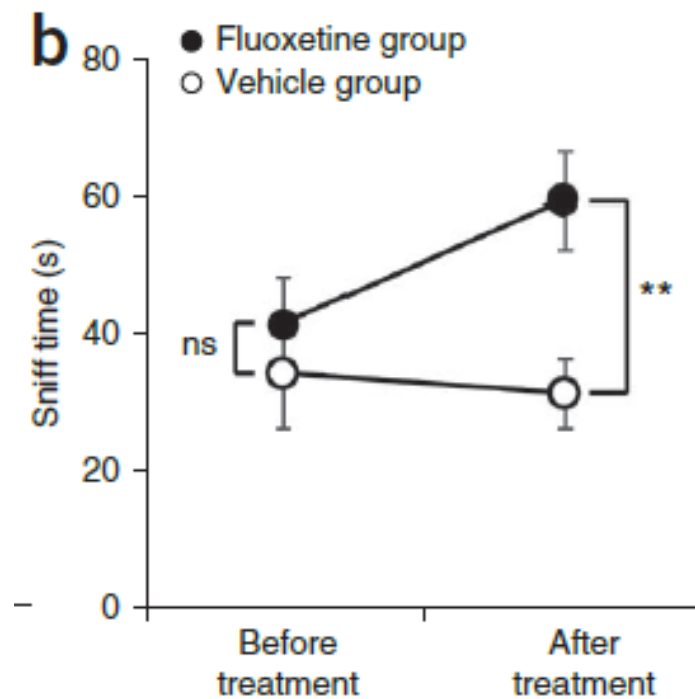 b
Fluoxetine group
Vehicle group
80
60
40
20
0
Sniff time (s)
ns
**
Before
treatment
After
treatment